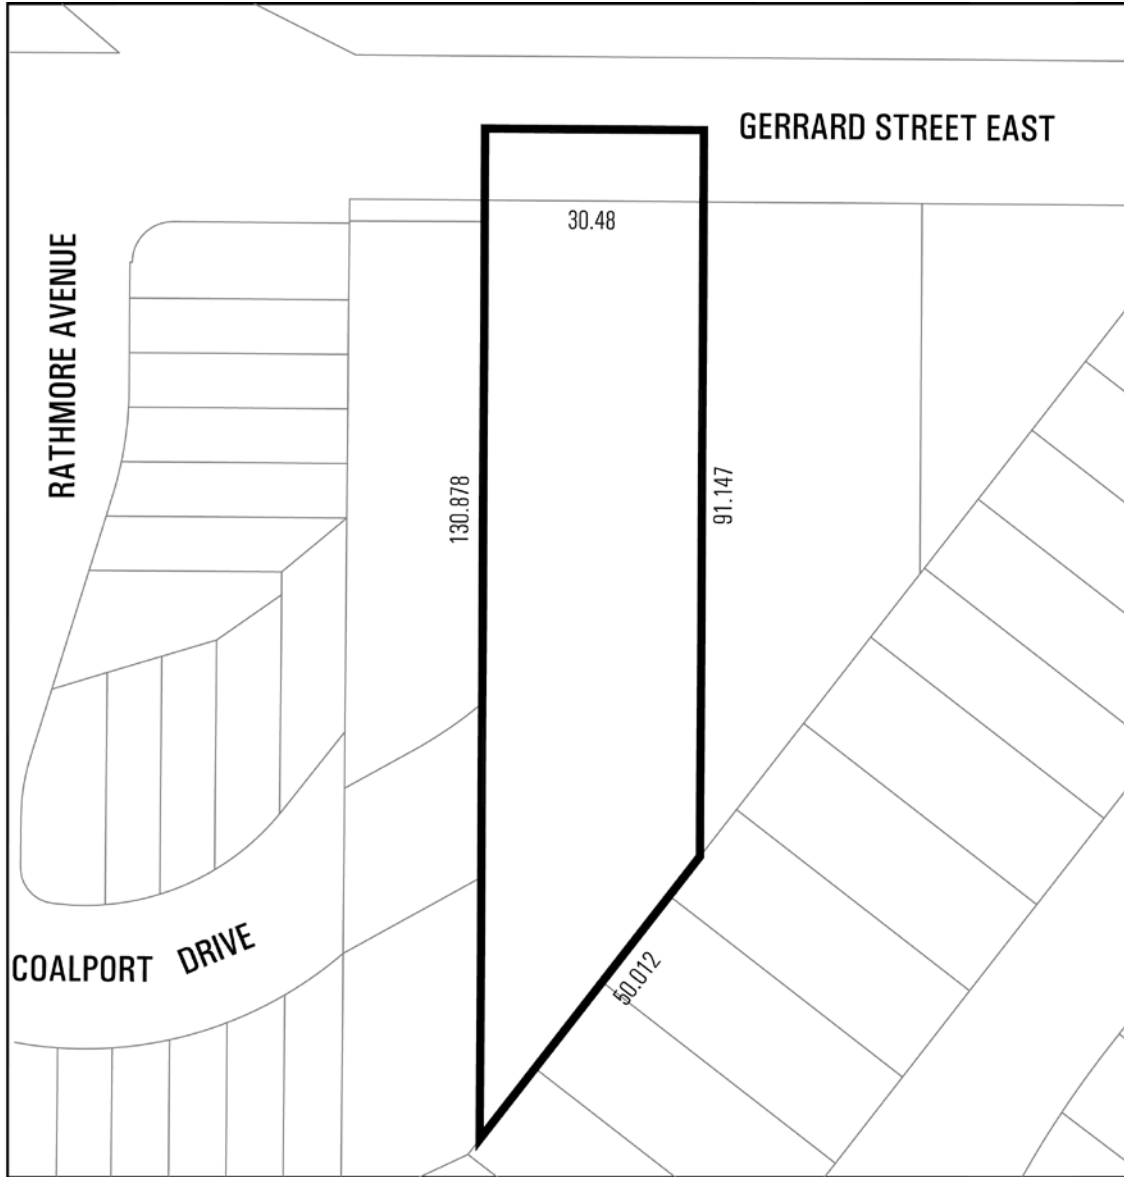 GERRARD STREET EAST
30.48
RATHMORE AVENUE
130.878
91.147
50.012
COALPORT DRIVE